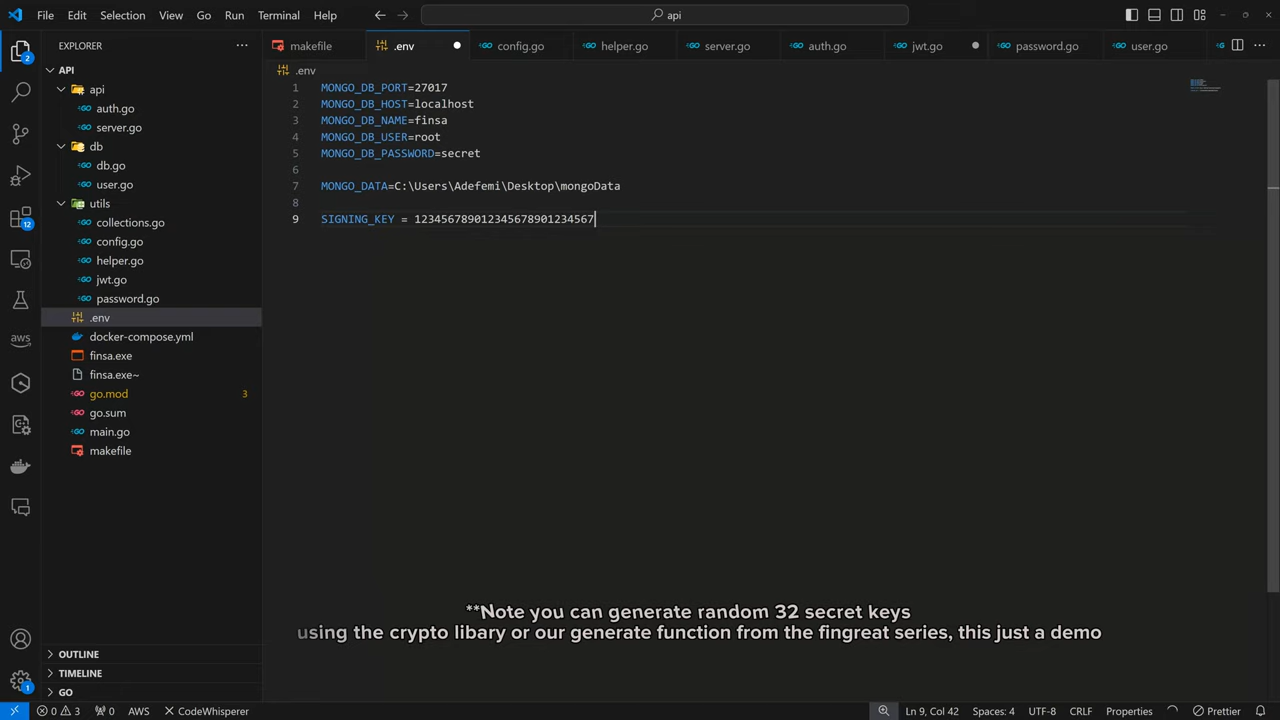 File Edit Selection View Go Run Terminal Help
api
EXPLORER
makefile
.env
config.go
helper.go
server.go
auth.go
jwt.go
password.go
user.go
API
api
auth.go
server.go
db
db.go
user.go
utils
collections.go
config.go
helper.go
jwt.go
password.go
.env
docker-compose.yml
finsa.exe
finsa.exe~
go.mod 3
go.sum
main.go
makefile
.env
1 MONGO_DB_PORT=27017
2 MONGO_DB_HOST=localhost
3 MONGO_DB_NAME=finsa
4 MONGO_DB_USER=root
5 MONGO_DB_PASSWORD=secret
6
7 MONGO_DATA=C:\Users\Adefemi\Desktop\mongoData
8
9 SIGNING_KEY = 123456789012345678901234567
**Note you can generate random 32 secret keys
using the crypto libary or our generate function from the fingreat series, this just a demo
2
12
aws
1
OUTLINE
TIMELINE
GO
0 3 0 AWS CodeWhisperer
Ln 9, Col 42 Spaces: 4 UTF-8 CRLF Properties Prettier